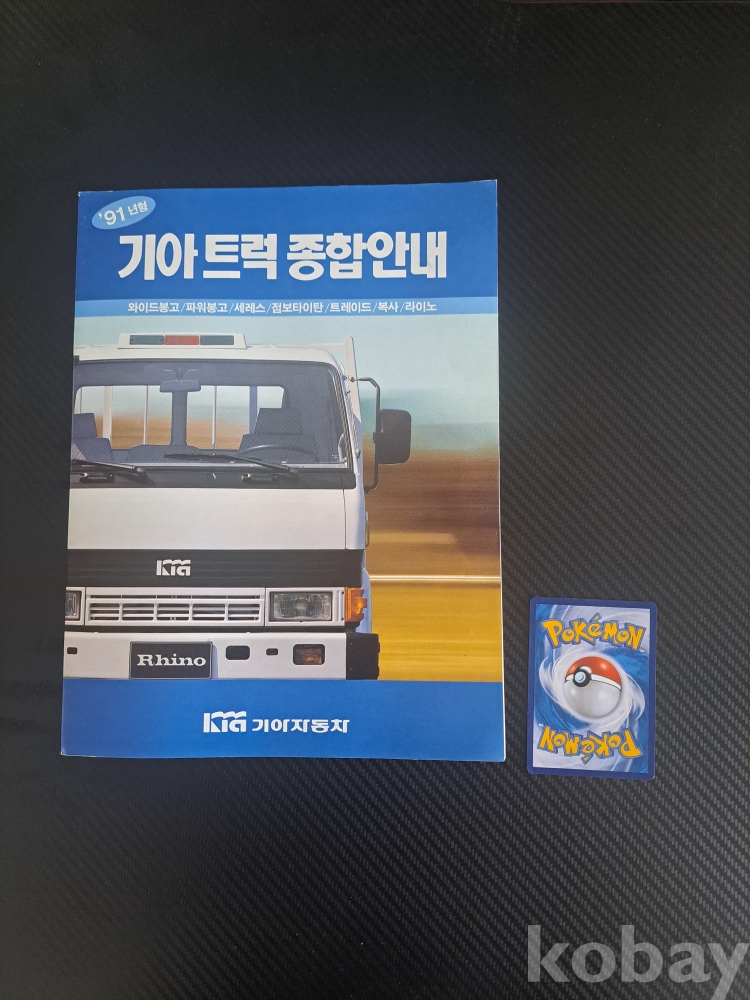 '91년형
기아 트럭 종합안내
와이드봉고/파워봉고/세레스/점보타이탄/트레이드/복사/라이노
KIA
Rhino
KIA 기아자동차
POKéMON
POKéMON
kobay